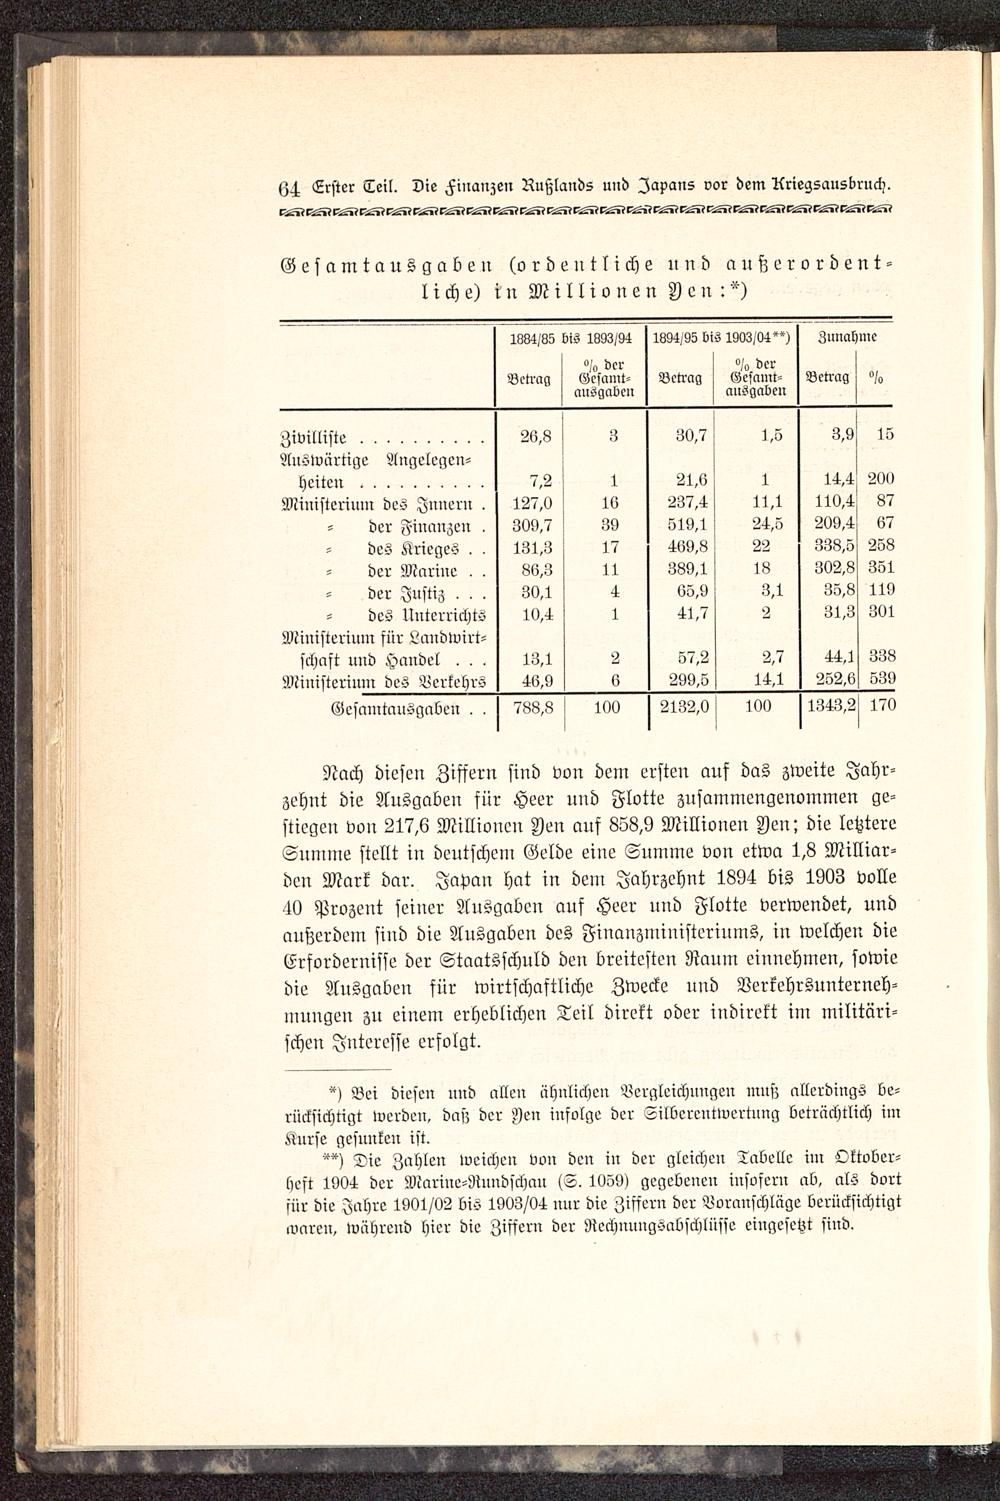 64 Erster Teil. Die Finanzen Rußlands und Japans vor dem Kriegsausbruch.
Gesamtausgaben (ordentliche und außerordent-
liche) in Millionen Yen:*)
1884/85 bis 1893/94 1894/95 bis 1903/04**) Zunahme
Betrag % der Gesamt-ausgaben Betrag % der Gesamt-ausgaben Betrag %
Zivilliste . . . . . . . . . . 26,8 3 30,7 1,5 3,9 15
Auswärtige Angelegen-
heiten . . . . . . . . . . 7,2 1 21,6 1 14,4 200
Ministerium des Innern . 127,0 16 237,4 11,1 110,4 87
" der Finanzen . 309,7 39 519,1 24,5 209,4 67
" des Krieges . . 131,3 17 469,8 22 338,5 258
" der Marine . . 86,3 11 389,1 18 302,8 351
" der Justiz . . . 30,1 4 65,9 3,1 35,8 119
" des Unterrichts 10,4 1 41,7 2 31,3 301
Ministerium für Landwirt-
schaft und Handel . . . 13,1 2 57,2 2,7 44,1 338
Ministerium des Verkehrs 46,9 6 299,5 14,1 252,6 539
Gesamtausgaben . . 788,8 100 2132,0 100 1343,2 170
Nach diesen Ziffern sind von dem ersten auf das zweite Jahr-
zehnt die Ausgaben für Heer und Flotte zusammengenommen ge-
stiegen von 217,6 Millionen Yen auf 858,9 Millionen Yen; die letztere
Summe stellt in deutschem Gelde eine Summe von etwa 1,8 Milliar-
den Mark dar. Japan hat in dem Jahrzehnt 1894 bis 1903 volle
40 Prozent seiner Ausgaben auf Heer und Flotte verwendet, und
außerdem sind die Ausgaben des Finanzministeriums, in welchen die
Erfordernisse der Staatsschuld den breitesten Raum einnehmen, sowie
die Ausgaben für wirtschaftliche Zwecke und Verkehrsunterneh-
mungen zu einem erheblichen Teil direkt oder indirekt im militäri-
schen Interesse erfolgt.
*) Bei diesen und allen ähnlichen Vergleichungen muß allerdings be-
rücksichtigt werden, daß der Yen infolge der Silberentwertung beträchtlich im
Kurse gesunken ist.
**) Die Zahlen weichen von den in der gleichen Tabelle im Oktober-
heft 1904 der Marine-Rundschau (S. 1059) gegebenen insofern ab, als dort
für die Jahre 1901/02 bis 1903/04 nur die Ziffern der Voranschläge berücksichtigt
waren, während hier die Ziffern der Rechnungsabschlüsse eingesetzt sind.